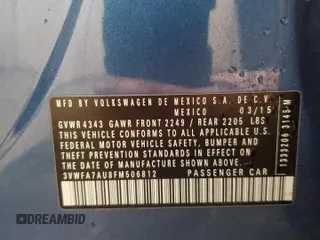 MFD. BY VOLKSWAGEN DE MEXICO S.A. DE C.V.
MEXICO 03/15
GVWR 4343 GAWR FRONT 2249 / REAR 2205 LBS
THIS VEHICLE CONFORMS TO ALL APPLICABLE
FEDERAL MOTOR VEHICLE SAFETY, BUMPER, AND
THEFT PREVENTION STANDARDS IN EFFECT ON THE
DATE OF MANUFACTURE SHOWN ABOVE.
3VWFA7AU8FM506812
PASSENGER CAR
1333206 3145 M
DREAMBID